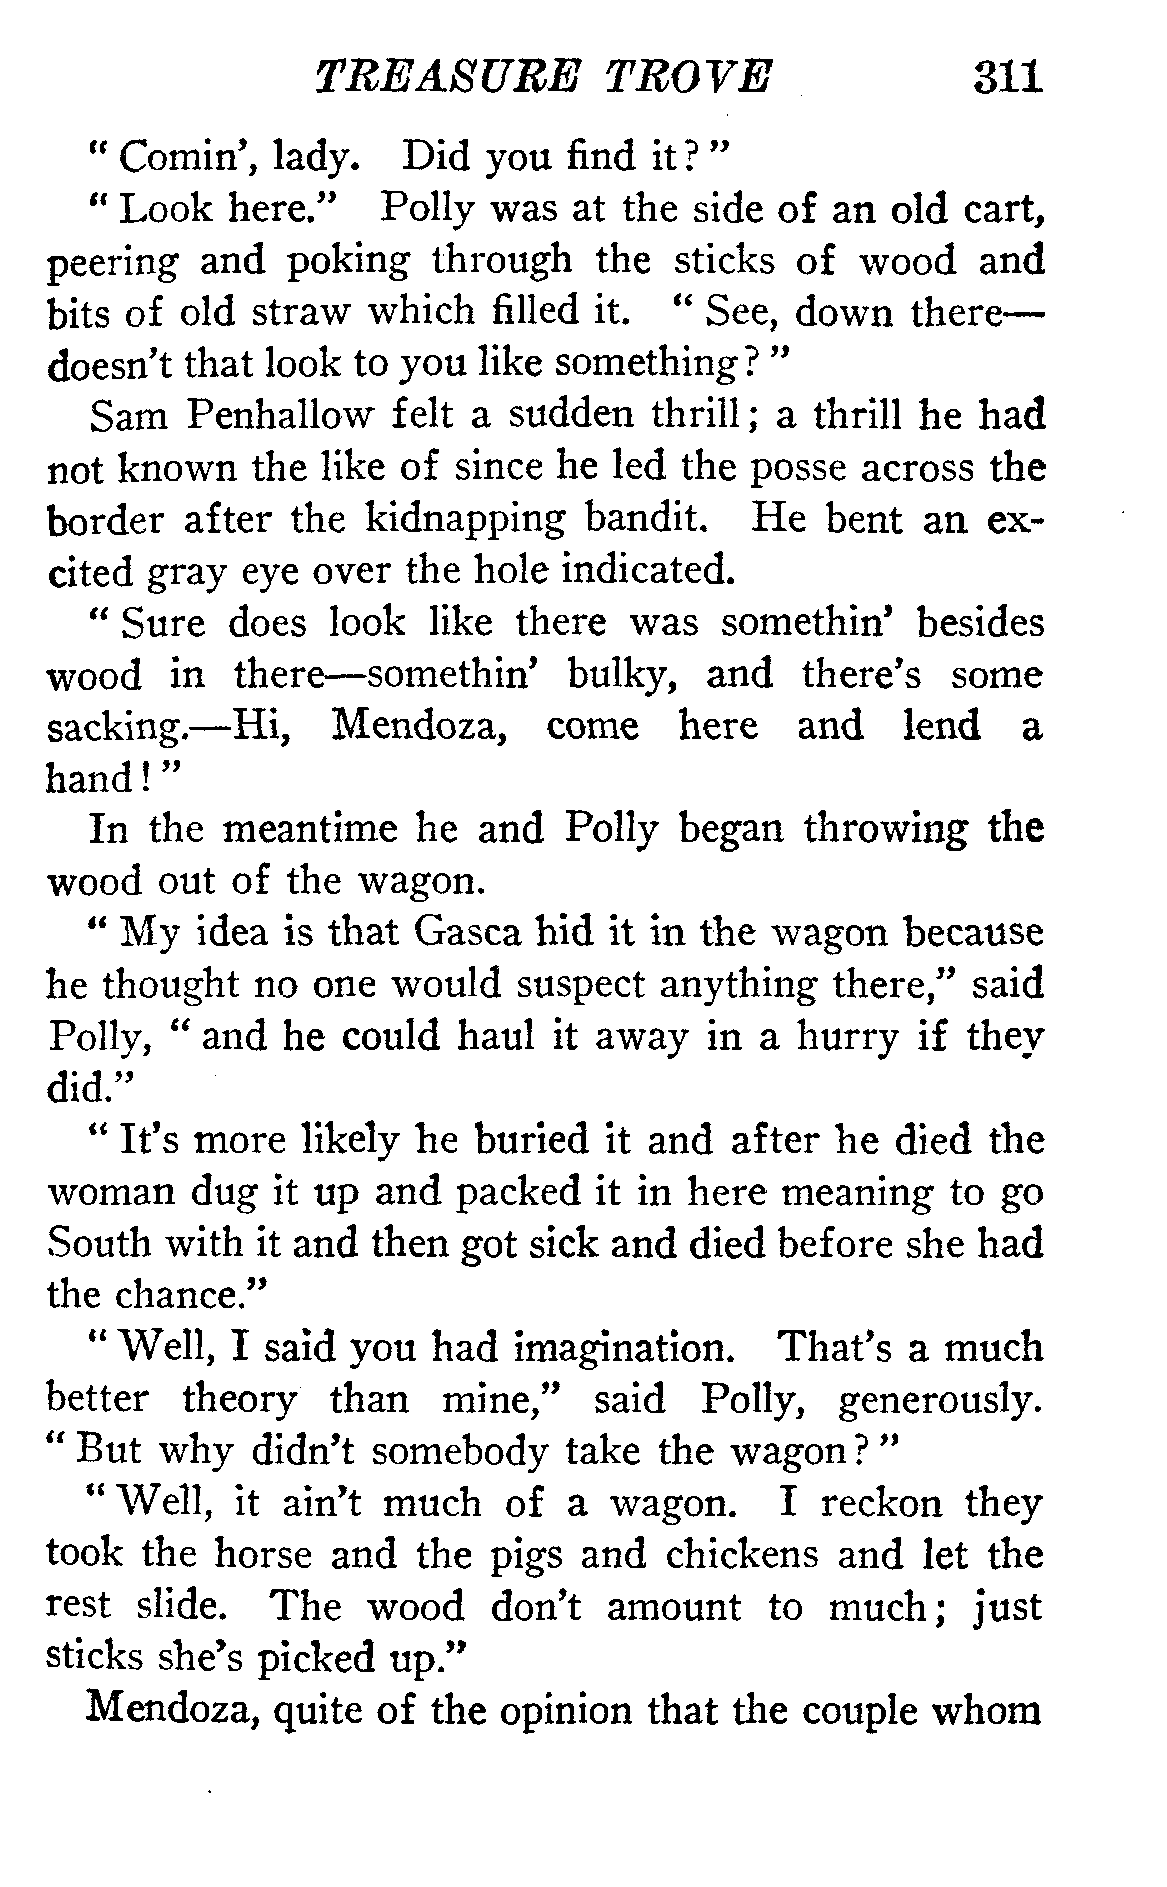 TREASURE TROVE 311
“ Comin’, lady. Did you find it? ”
“ Look here.” Polly was at the side of an old cart,
peering and poking through the sticks of wood and
bits of old straw which filled it. “ See, down there—
doesn’t that look to you like something? ”
Sam Penhallow felt a sudden thrill; a thrill he had
not known the like of since he led the posse across the
border after the kidnapping bandit. He bent an ex-
cited gray eye over the hole indicated.
“ Sure does look like there was somethin’ besides
wood in there—somethin’ bulky, and there’s some
sacking.—Hi, Mendoza, come here and lend a
hand! ”
In the meantime he and Polly began throwing the
wood out of the wagon.
“ My idea is that Gasca hid it in the wagon because
he thought no one would suspect anything there,” said
Polly, “ and he could haul it away in a hurry if they
did.”
“ It’s more likely he buried it and after he died the
woman dug it up and packed it in here meaning to go
South with it and then got sick and died before she had
the chance.”
“ Well, I said you had imagination. That’s a much
better theory than mine,” said Polly, generously.
“ But why didn’t somebody take the wagon? ”
“ Well, it ain’t much of a wagon. I reckon they
took the horse and the pigs and chickens and let the
rest slide. The wood don’t amount to much; just
sticks she’s picked up.”
Mendoza, quite of the opinion that the couple whom